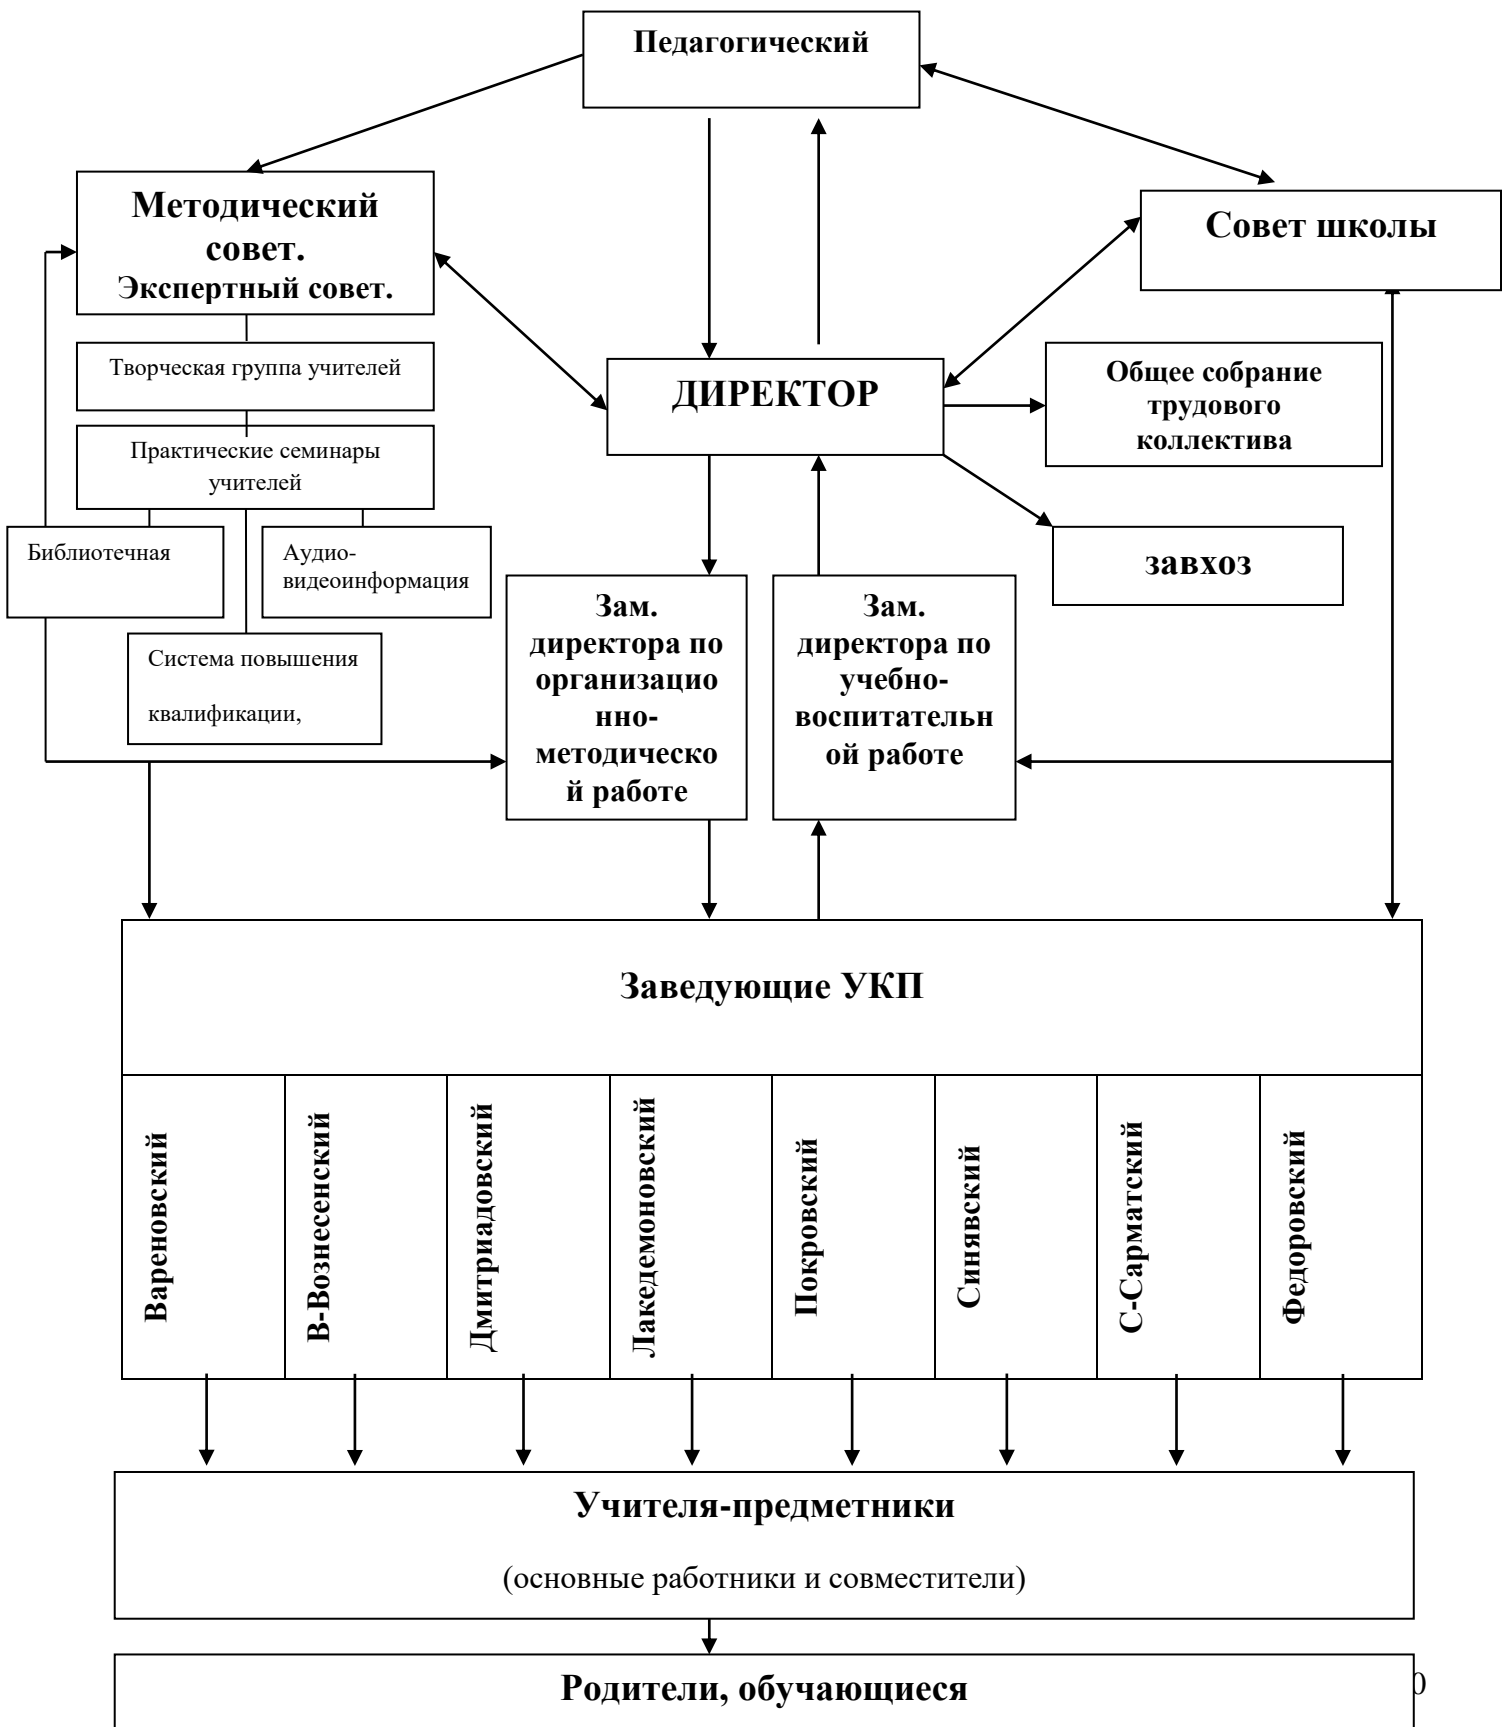 Педагогический
Методический
совет.
Экспертный совет.
Совет школы
Творческая группа учителей
ДИРЕКТОР
Общее собрание
трудового
коллектива
Практические семинары
учителей
Библиотечная
Аудио-
видеоинформация
завхоз
Система повышения
квалификации,
Зам.
директора по
организацио
нно-
методическо
й работе
Зам.
директора по
учебно-
воспитательн
ой работе
Заведующие УКП
Вареновский
В-Вознесенский
Дмитриадовский
Лакедемоновский
Покровский
Синявский
С-Сарматский
Федоровский
Учителя-предметники
(основные работники и совместители)
Родители, обучающиеся
0